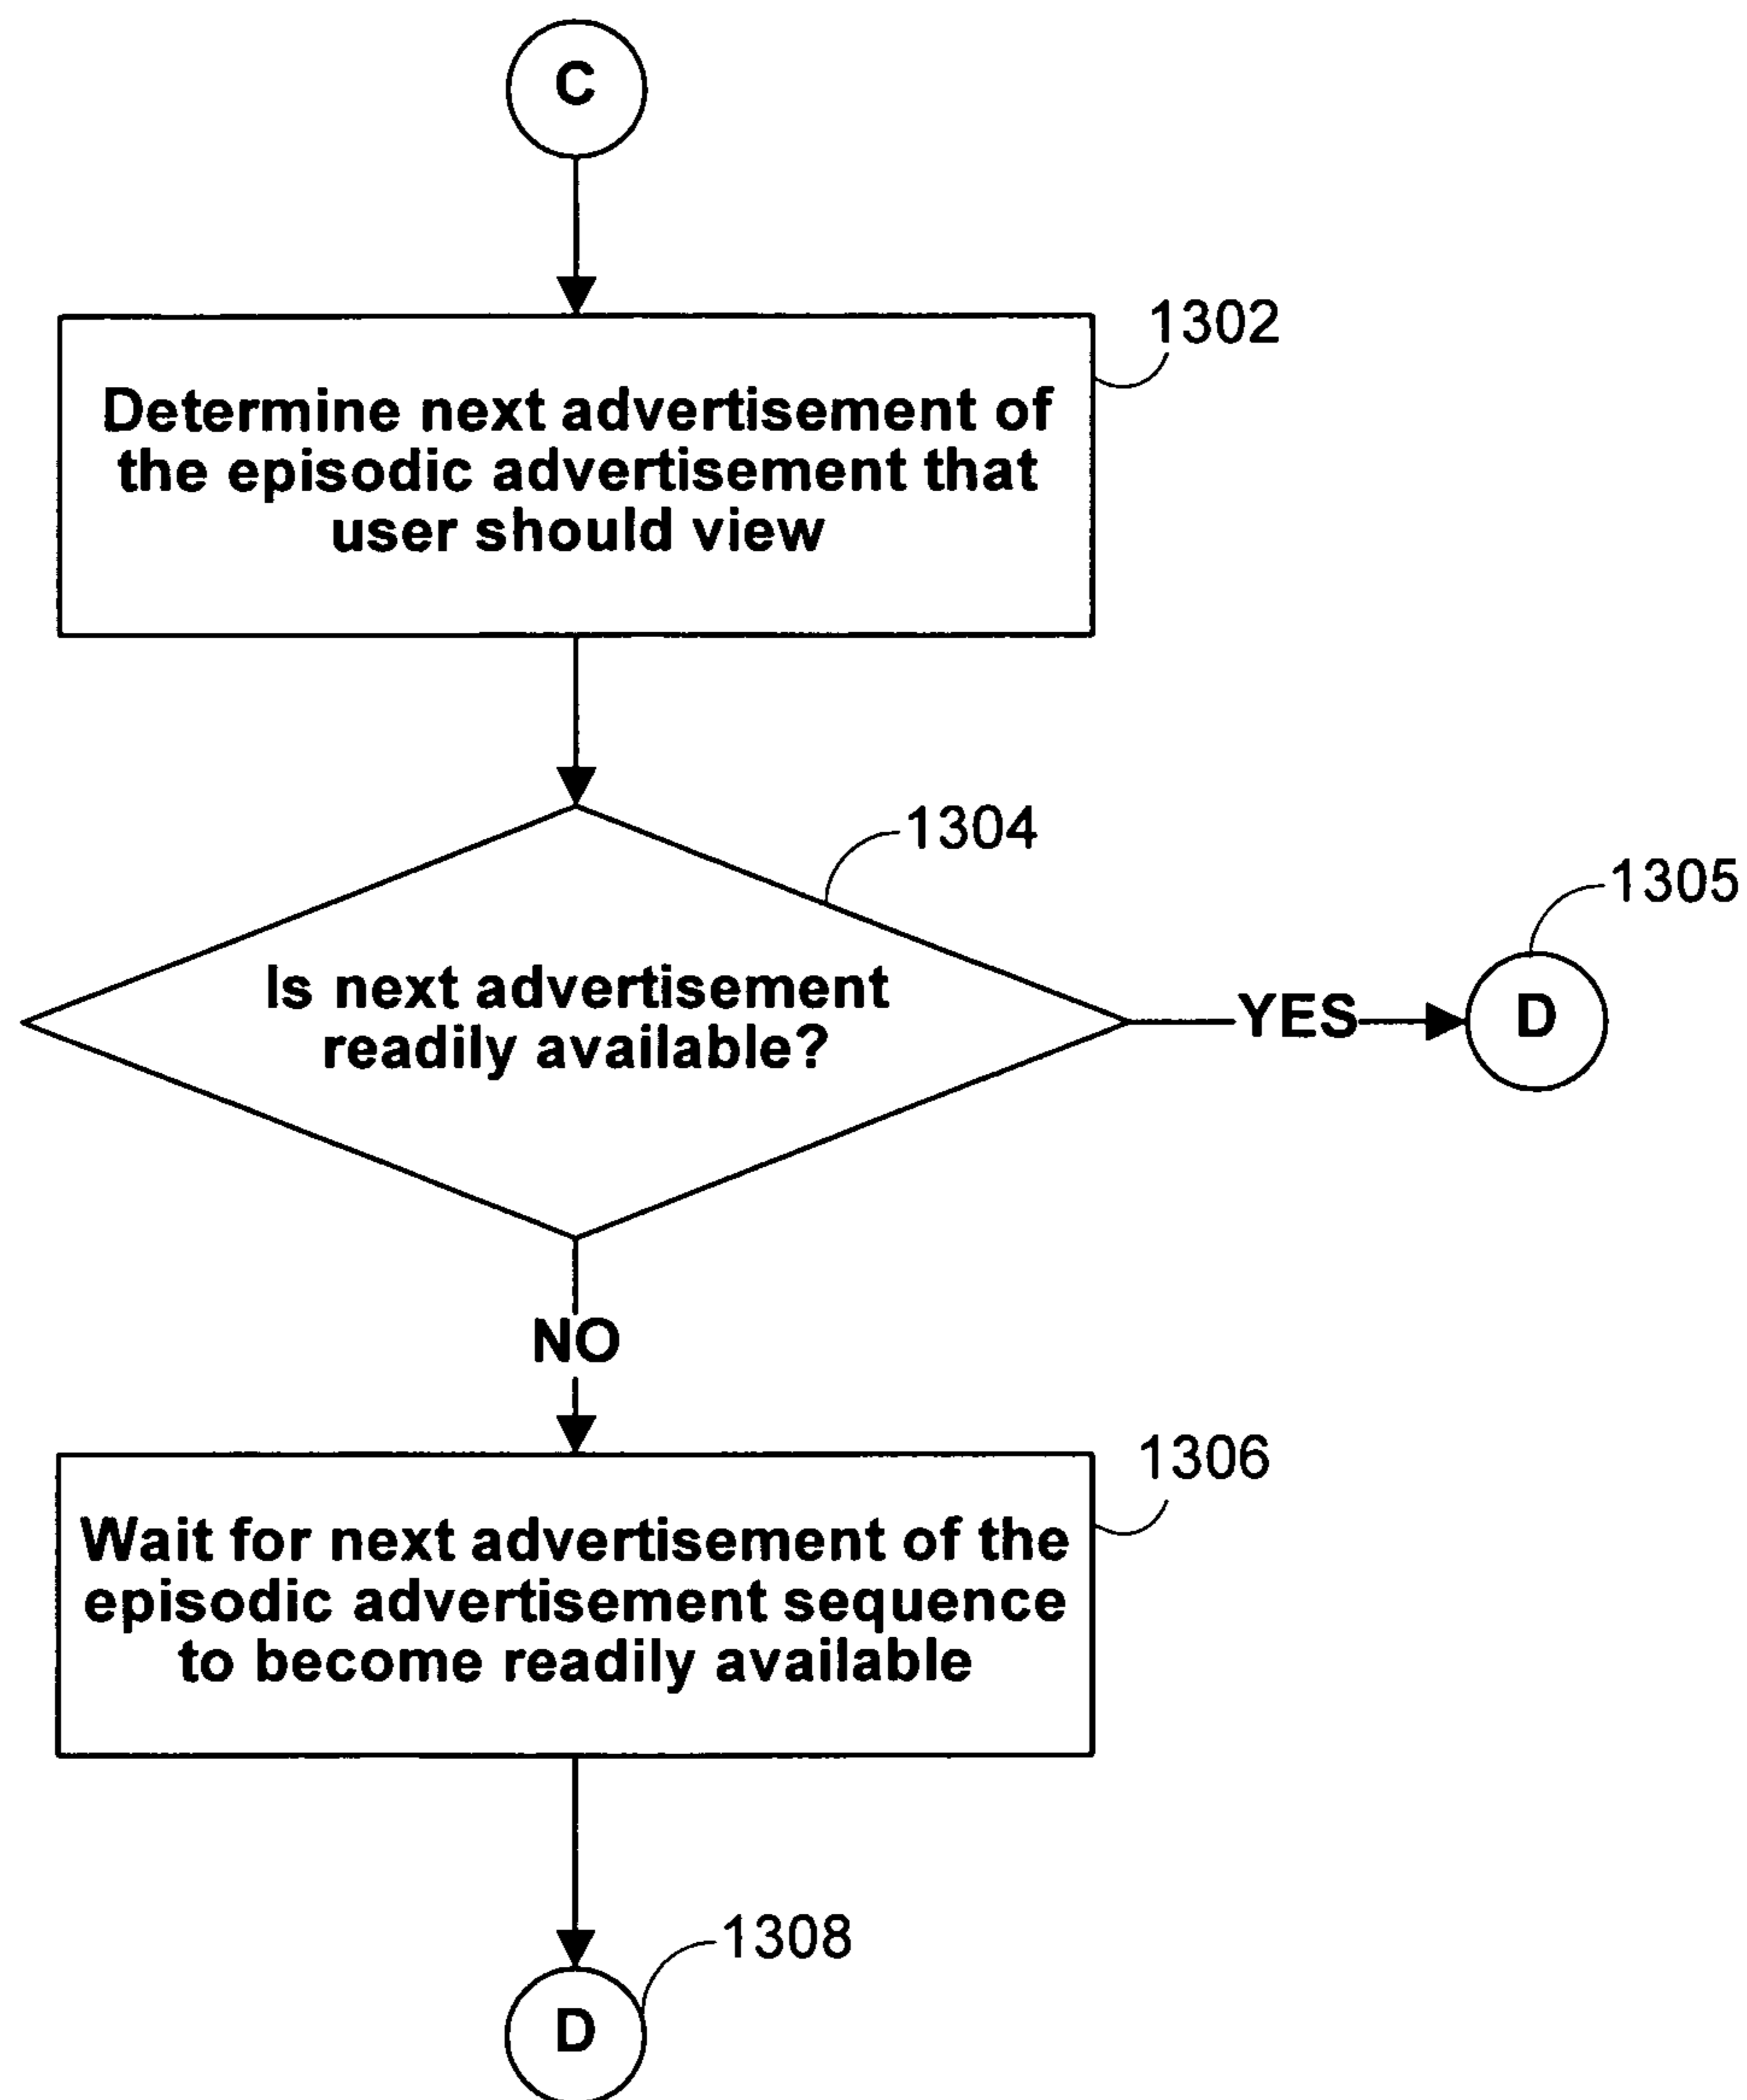 C
1302
Determine next advertisement of
the episodic advertisement that
user should view
1304
1305
Is next advertisement
readily available?
YES
D
NO
1306
Wait for next advertisement of the
episodic advertisement sequence
to become readily available
1308
D